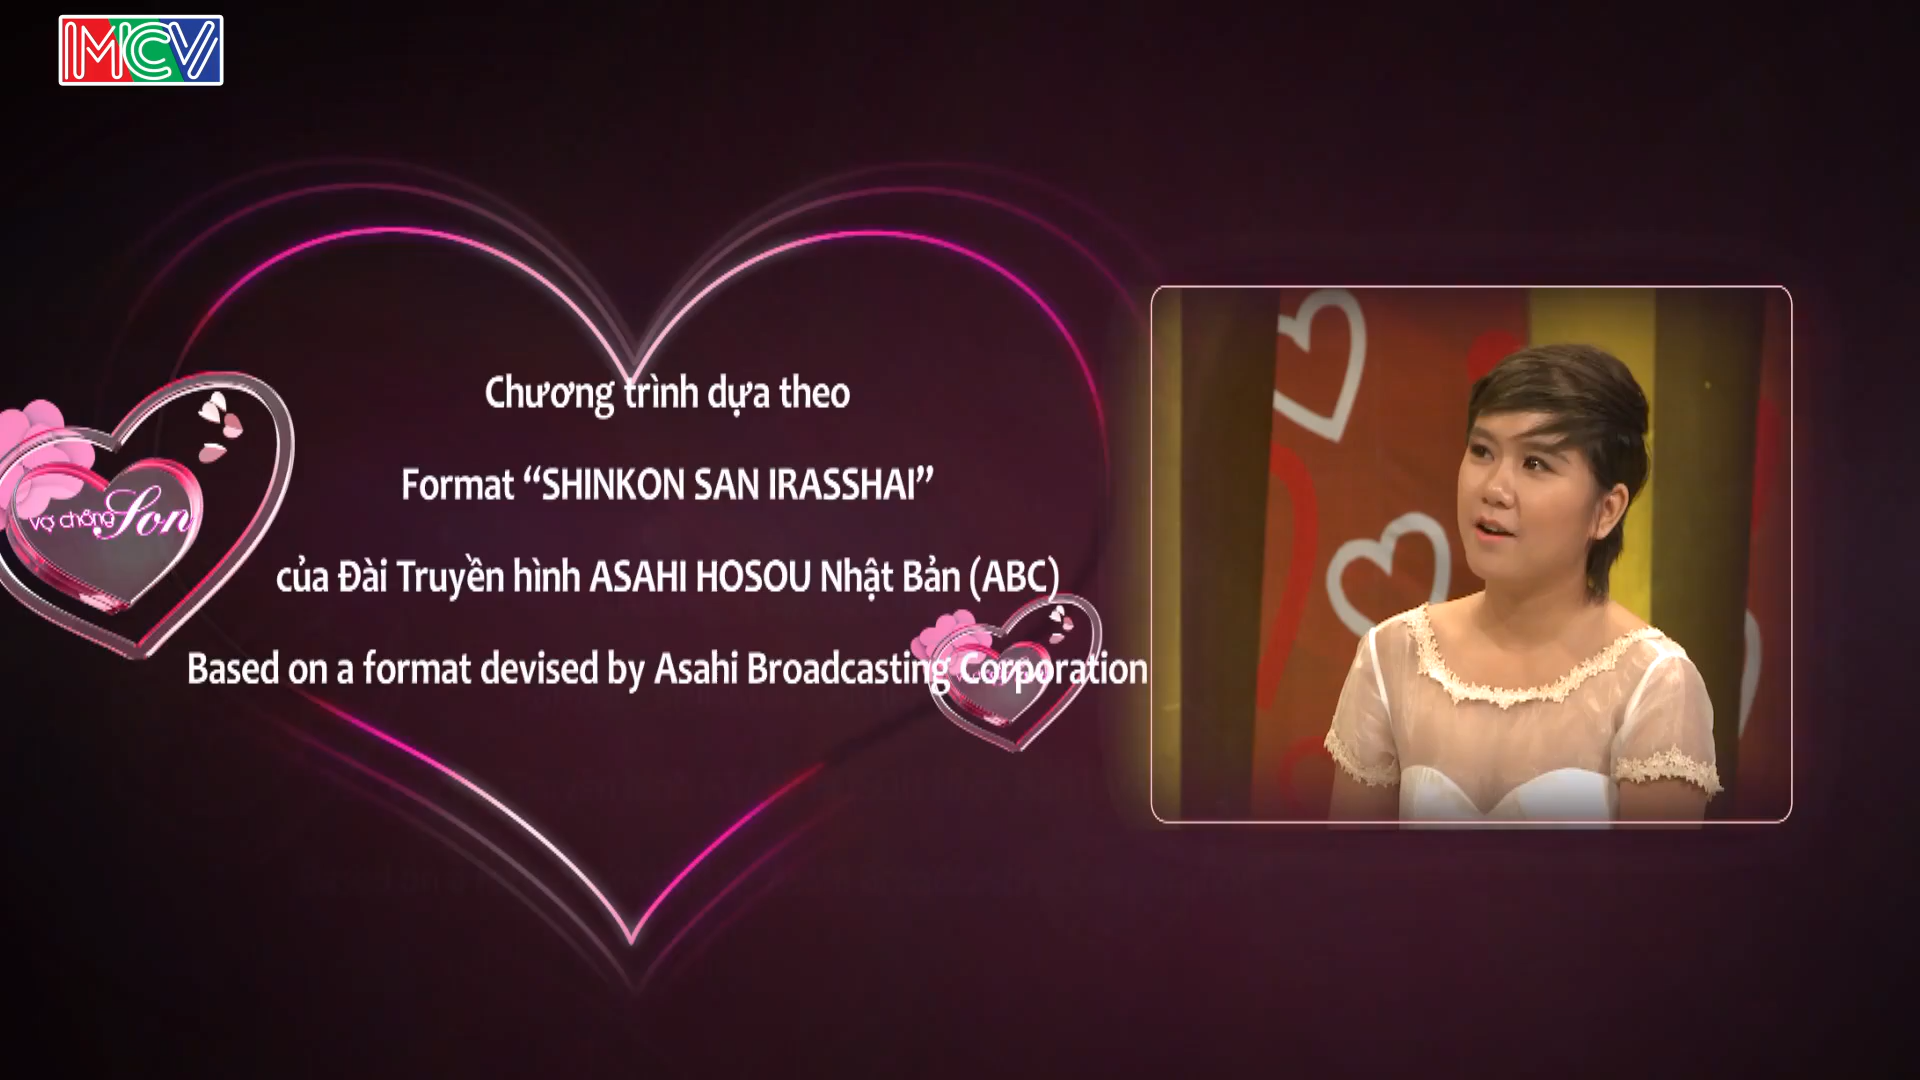 MCV
Chương trình dựa theo
Format “SHINKON SAN IRASSHAI”
vợ chồng Son
của Đài Truyền hình ASAHI HOSOU Nhật Bản (ABC)
Based on a format devised by Asahi Broadcasting Corporation